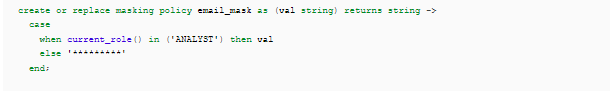 create or replace masking policy email_mask as (val string) returns string ->
case
when current_role() in ('ANALYST') then val
else '*********'
end;